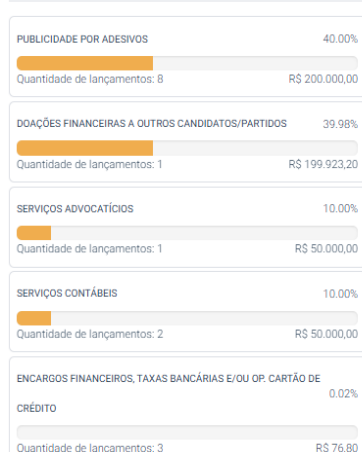 PUBLICIDADE POR ADESIVOS 40.00%
Quantidade de lançamentos: 8 R$ 200.000,00
DOAÇÕES FINANCEIRAS A OUTROS CANDIDATOS/PARTIDOS 39.98%
Quantidade de lançamentos: 1 R$ 199.923,20
SERVIÇOS ADVOCATÍCIOS 10.00%
Quantidade de lançamentos: 1 R$ 50.000,00
SERVIÇOS CONTÁBEIS 10.00%
Quantidade de lançamentos: 2 R$ 50.000,00
ENCARGOS FINANCEIROS, TAXAS BANCÁRIAS E/OU OP. CARTÃO DE
0.02%
CRÉDITO
Quantidade de lançamentos: 3 R$ 76,80